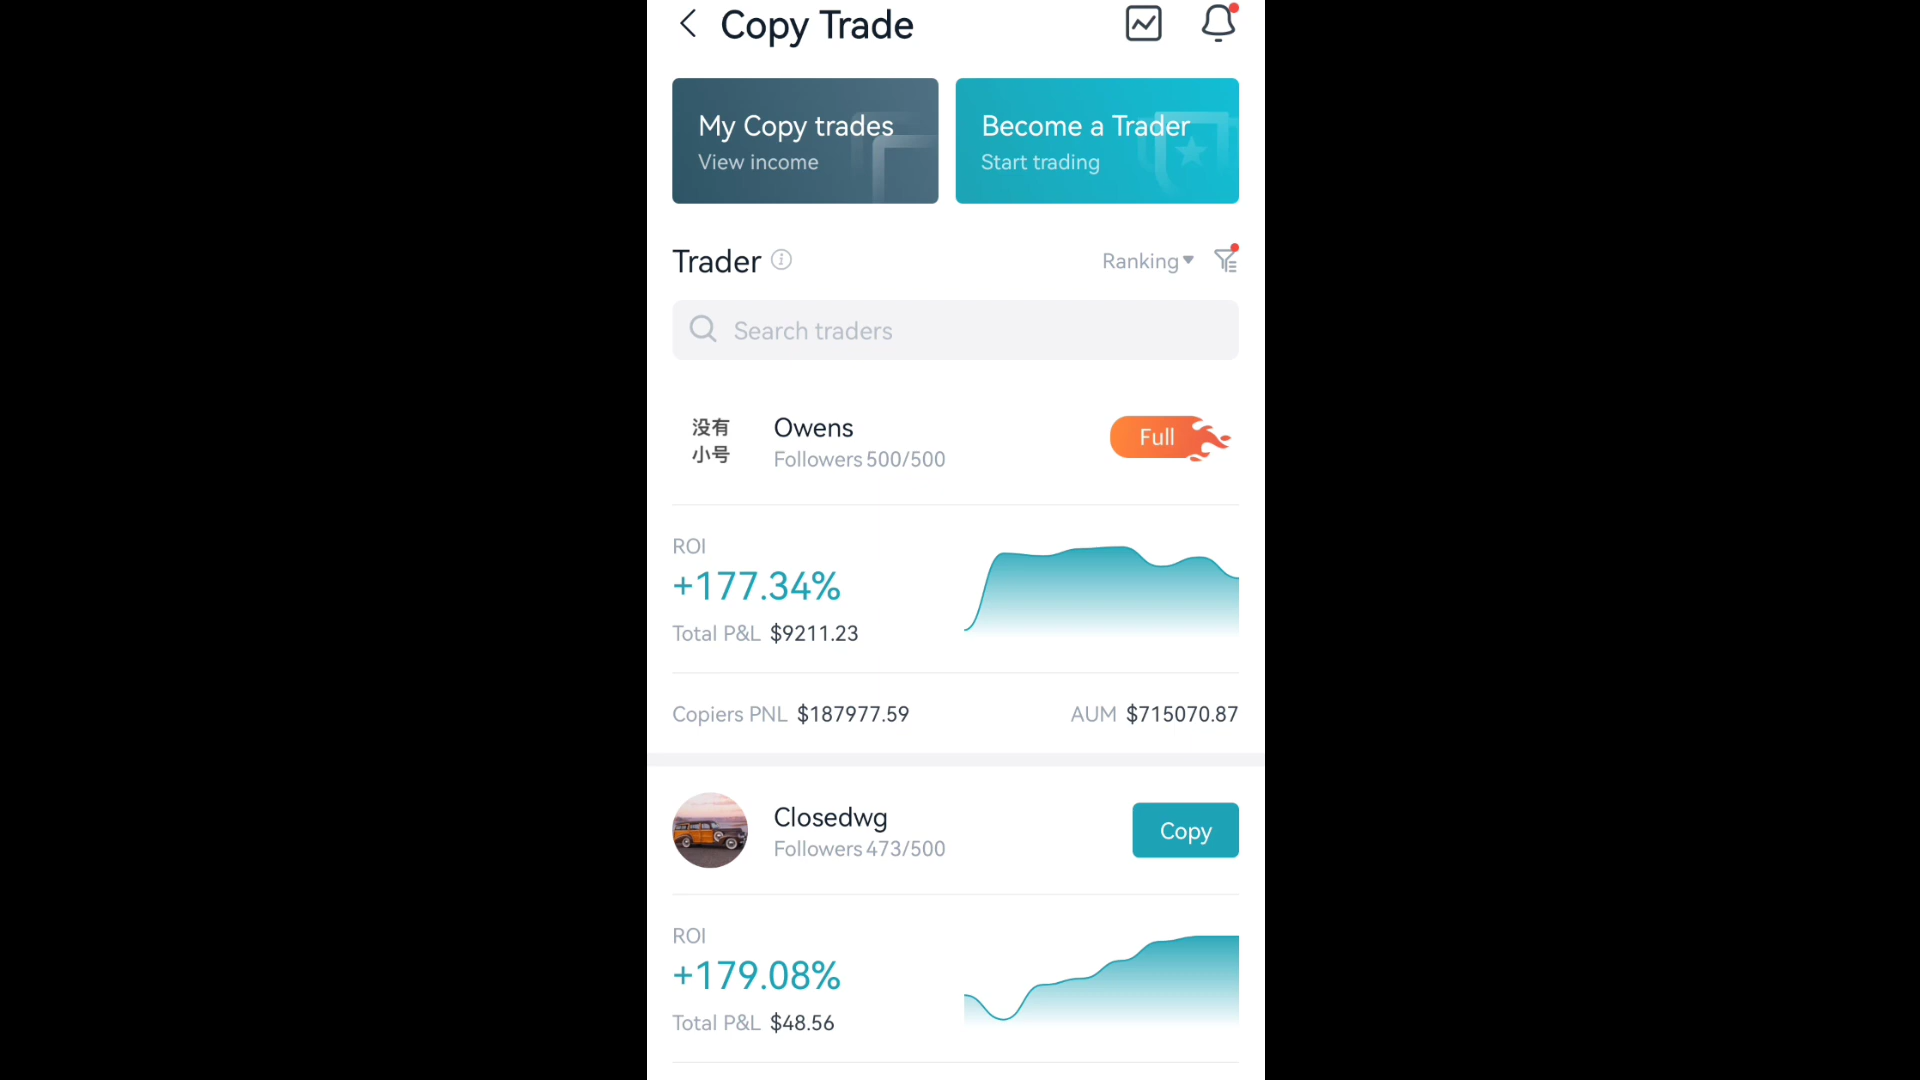 Copy Trade
My Copy trades
View income
Become a Trader
Start trading
Trader
Ranking
Search traders
没有
小号
Owens
Followers 500/500
Full
ROI
+177.34%
Total P&L $9211.23
Copiers PNL $187977.59
AUM $715070.87
Closedwg
Followers 473/500
Copy
ROI
+179.08%
Total P&L $48.56